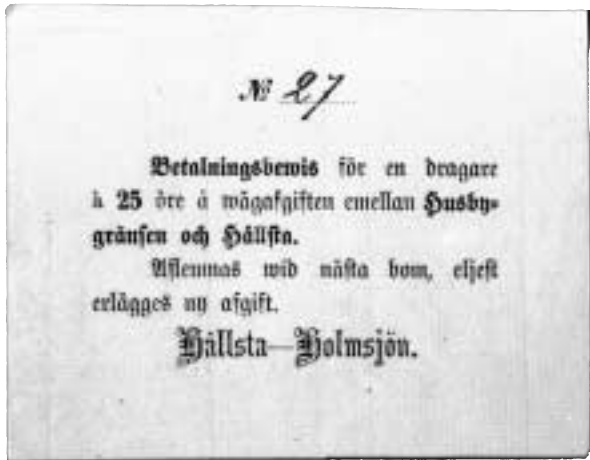 № 27
Betalningsbewis för en dragare
à 25 öre å wägafgiften emellan Husby-
gränsen och Hällsta.
Aflemnas wid nästa bom, eljest
erlägges ny afgift.
Hällsta—Holmsjön.